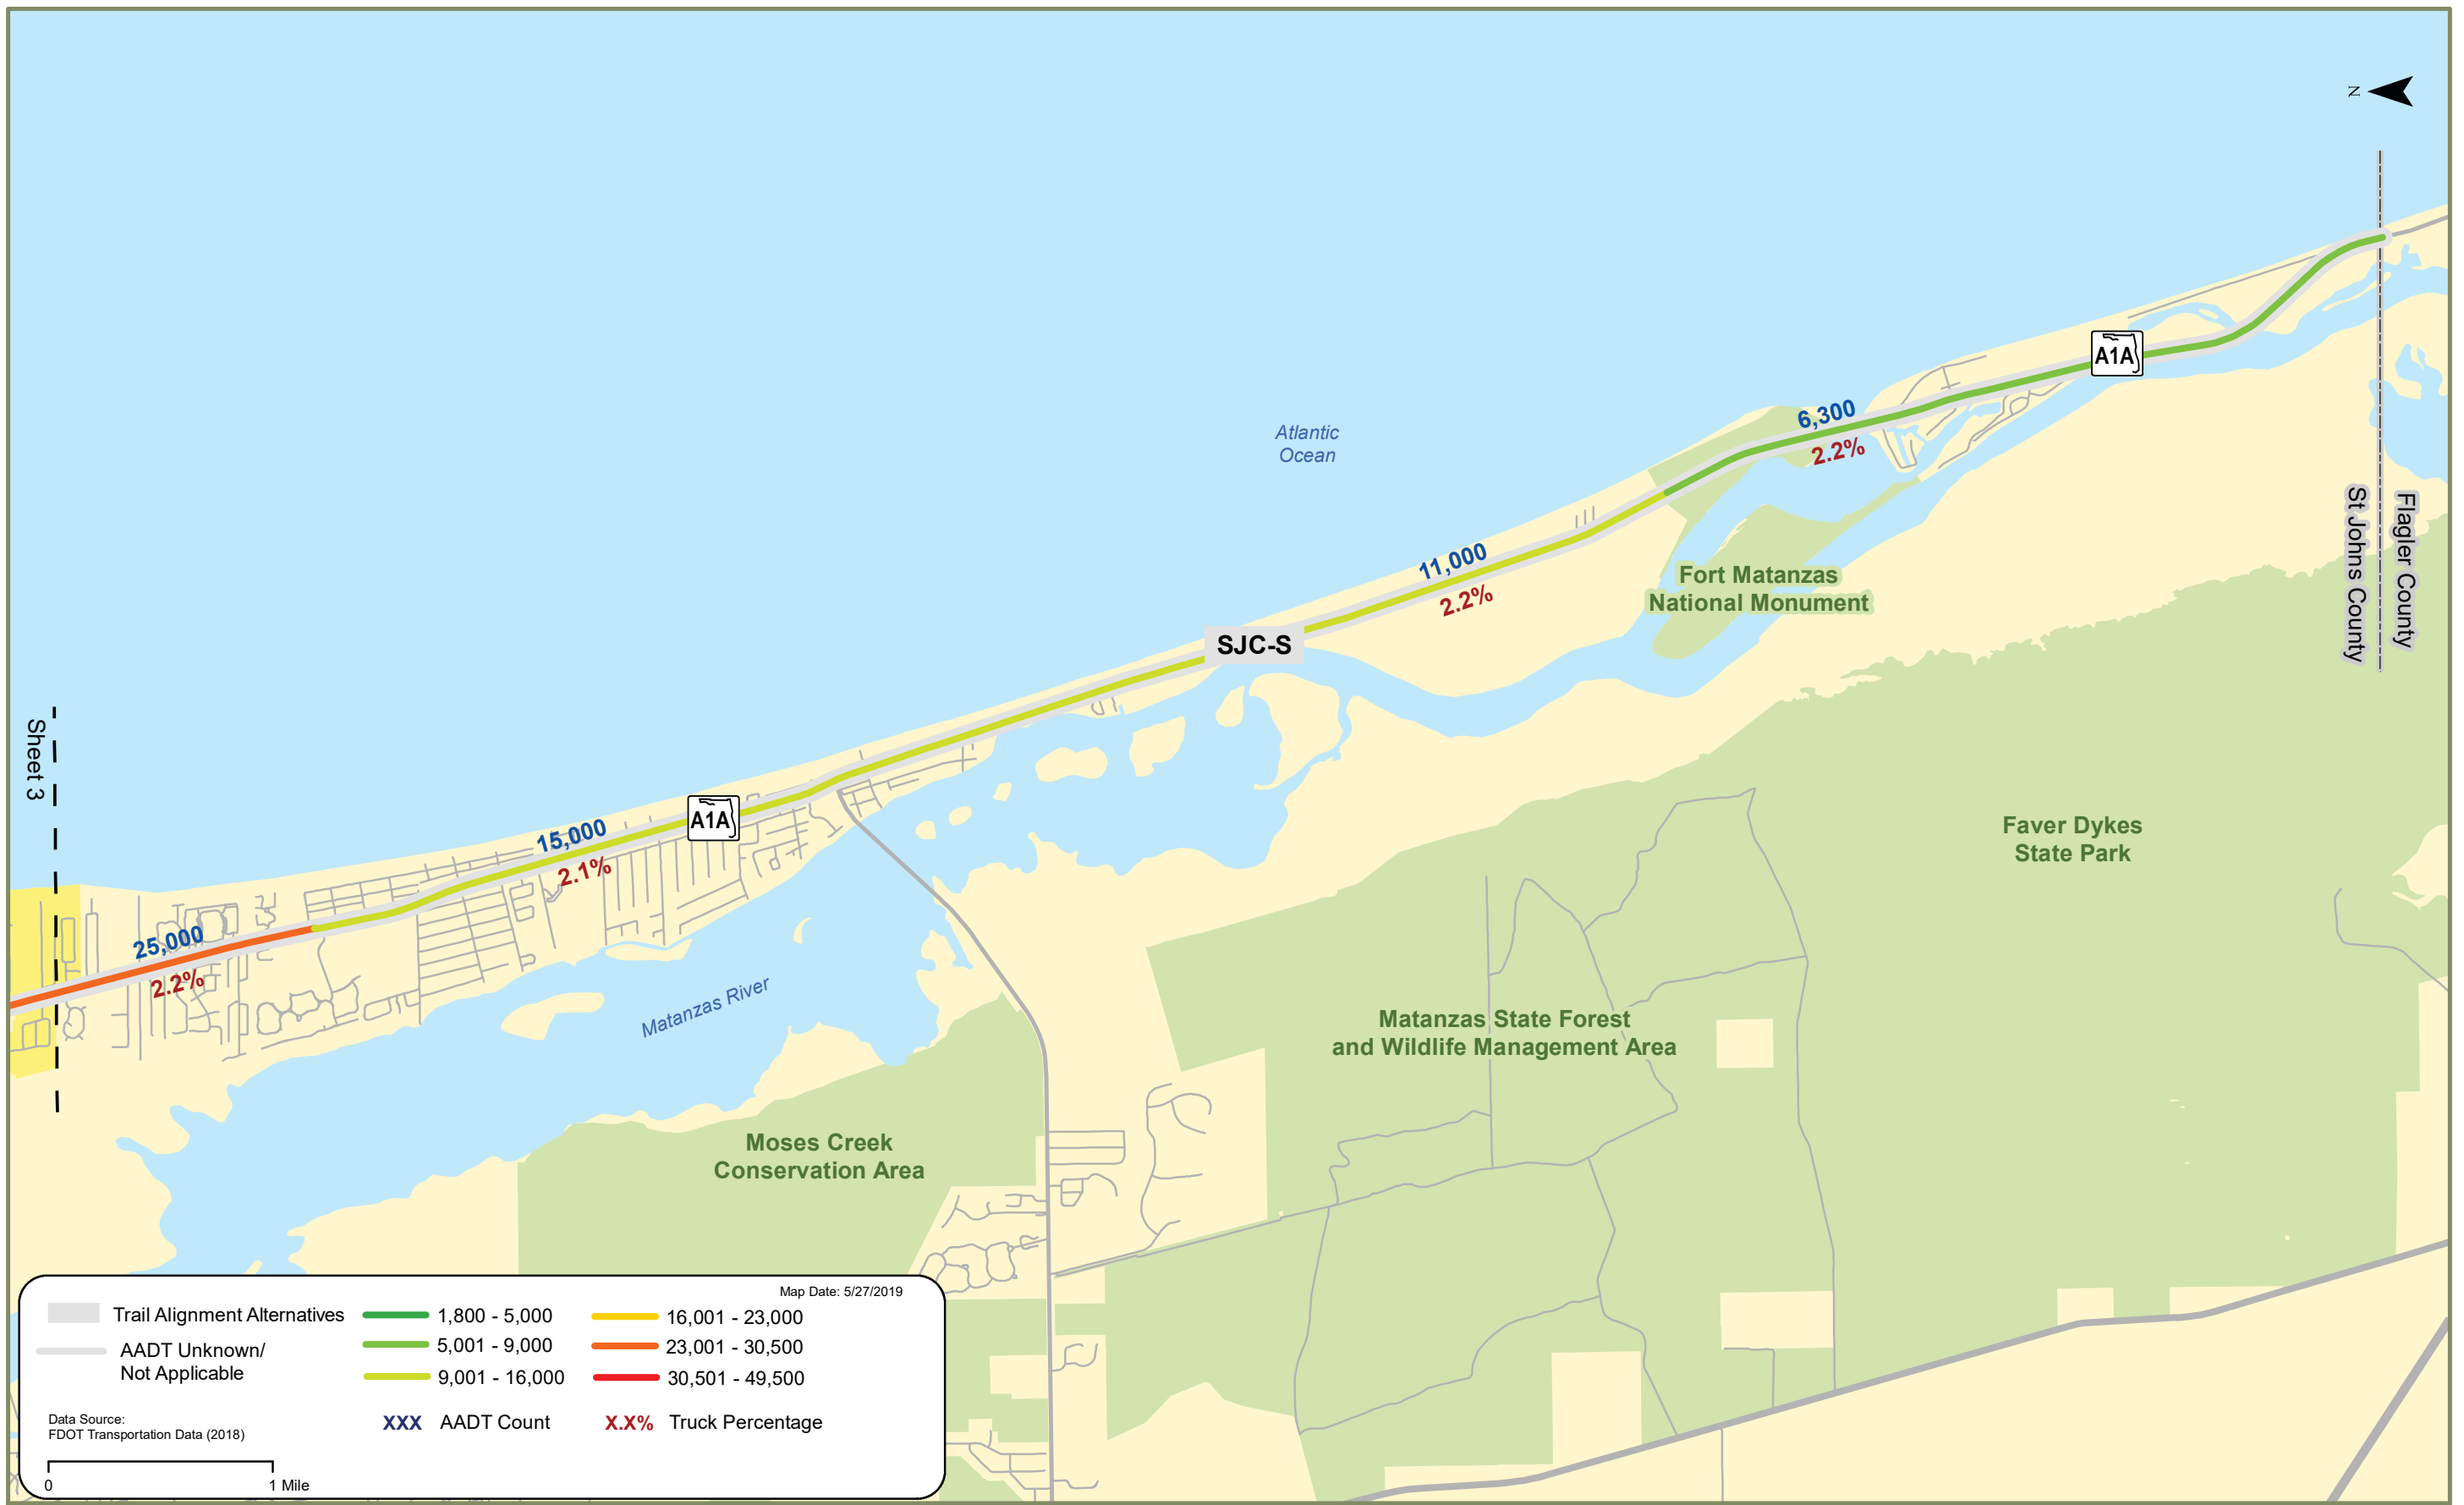 N
Atlantic
Ocean
A1A
6,300
2.2%
St Johns County
Flagler County
11,000
2.2%
Fort Matanzas
National Monument
SJC-S
Sheet 3
A1A
15,000
2.1%
25,000
2.2%
Matanzas River
Faver Dykes
State Park
Matanzas State Forest
and Wildlife Management Area
Moses Creek
Conservation Area
Map Date: 5/27/2019
Trail Alignment Alternatives
AADT Unknown/
Not Applicable
1,800 - 5,000
5,001 - 9,000
9,001 - 16,000
16,001 - 23,000
23,001 - 30,500
30,501 - 49,500
XXX AADT Count
X.X% Truck Percentage
Data Source:
FDOT Transportation Data (2018)
0 1 Mile